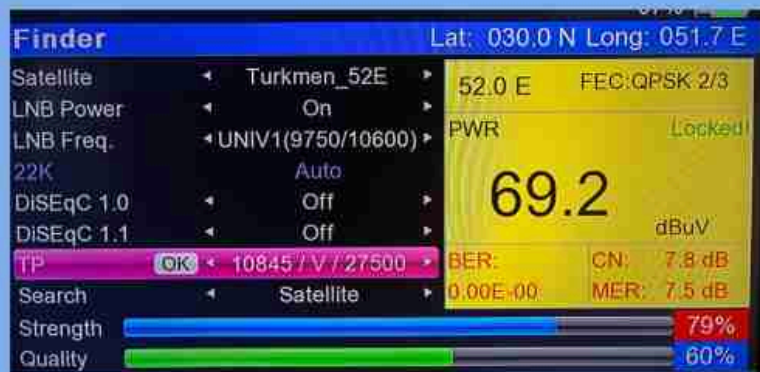 Finder
Lat: 030.0 N Long: 051.7 E
Satellite Turkmen_52E
LNB Power On
LNB Freq. UNIV1(9750/10600)
22K Auto
DiSEqC 1.0 Off
DiSEqC 1.1 Off
TP OK 10845 / V / 27500
Search Satellite
52.0 E FEC:QPSK 2/3
PWR Locked!
69.2
dBuV
BER: CN: 7.8 dB
0.00E-00 MER: 7.5 dB
Strength 79%
Quality 60%